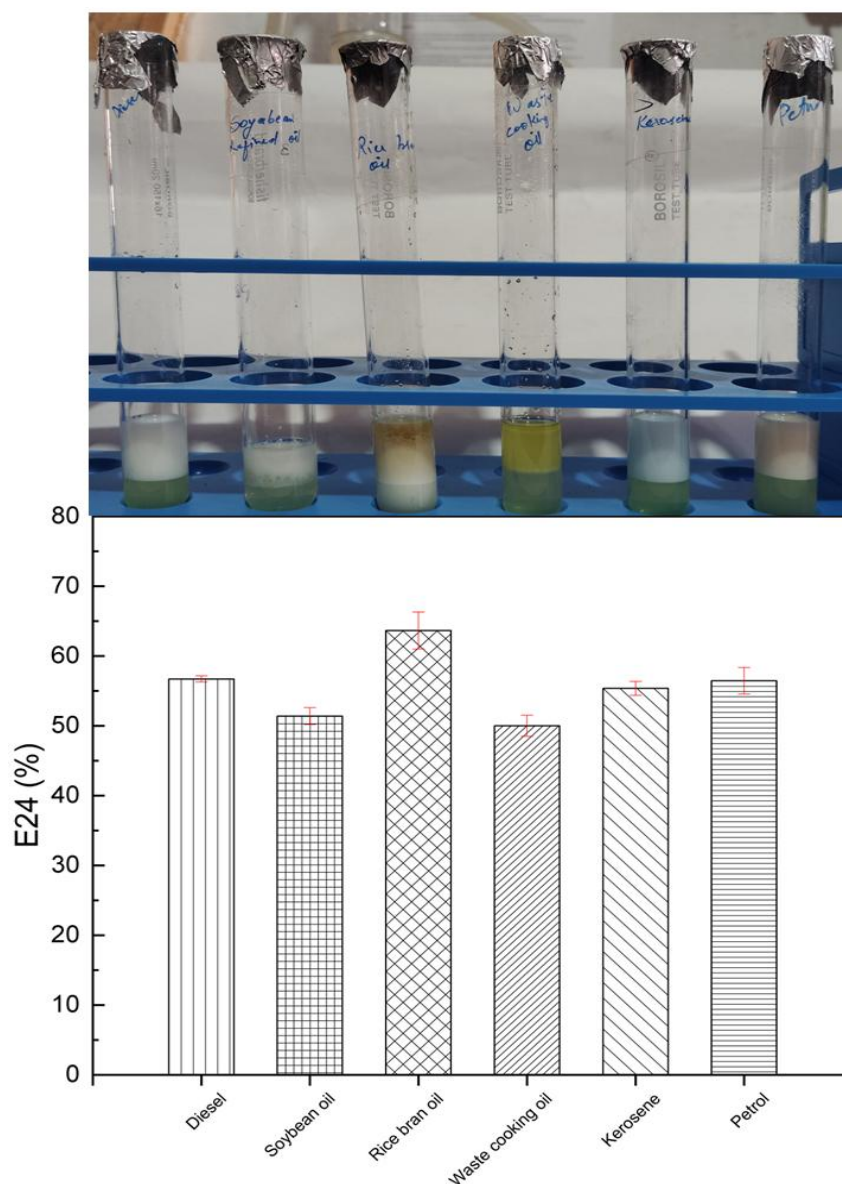 Soyabean
Refined oil
Rice bran
oil
Waste
cooking
oil
Kerosene
Petrol
BOROSIL®
TEST TUBE
80
70
60
50
40
30
20
10
0
E24 (%)
Diesel
Soybean oil
Rice bran oil
Waste cooking oil
Kerosene
Petrol